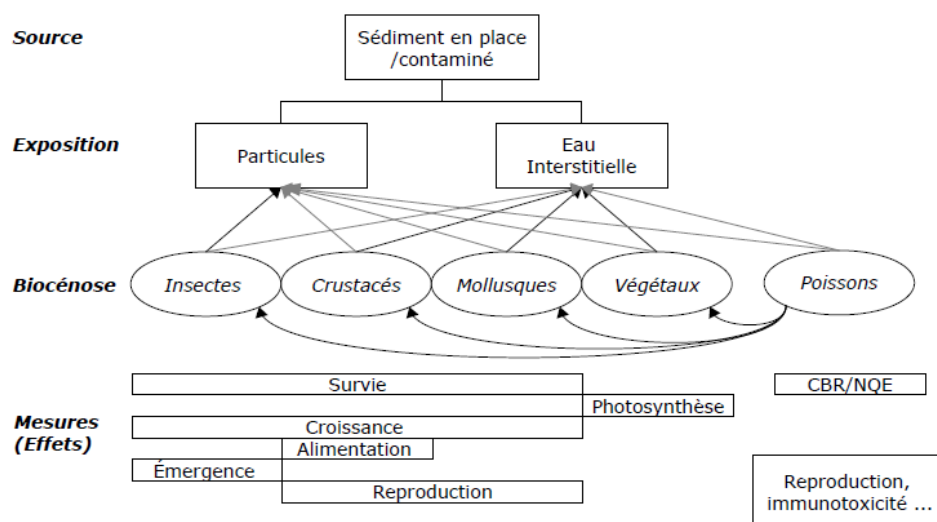 Source
Sédiment en place
/contaminé
Exposition
Particules
Eau
Interstitielle
Biocénose
Insectes
Crustacés
Mollusques
Végétaux
Poissons
Survie
CBR/NQE
Photosynthèse
Mesures
(Effets)
Croissance
Alimentation
Émergence
Reproduction
Reproduction,
immunotoxicité ...